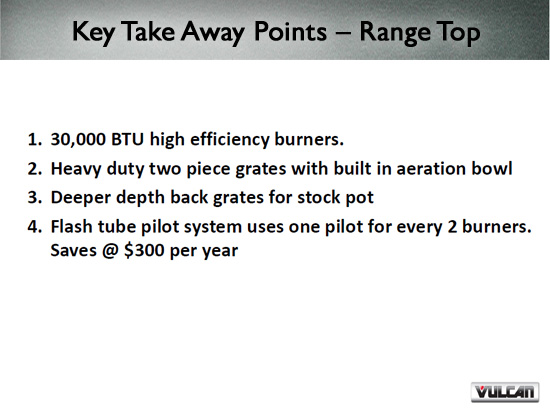 Key Take Away Points – Range Top
1. 30,000 BTU high efficiency burners.
2. Heavy duty two piece grates with built in aeration bowl
3. Deeper depth back grates for stock pot
4. Flash tube pilot system uses one pilot for every 2 burners.
Saves @ $300 per year
VULCAN